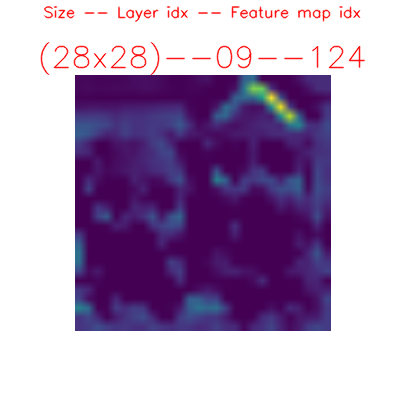 Size -- Layer idx -- Feature map idx
(28x28)--09--124